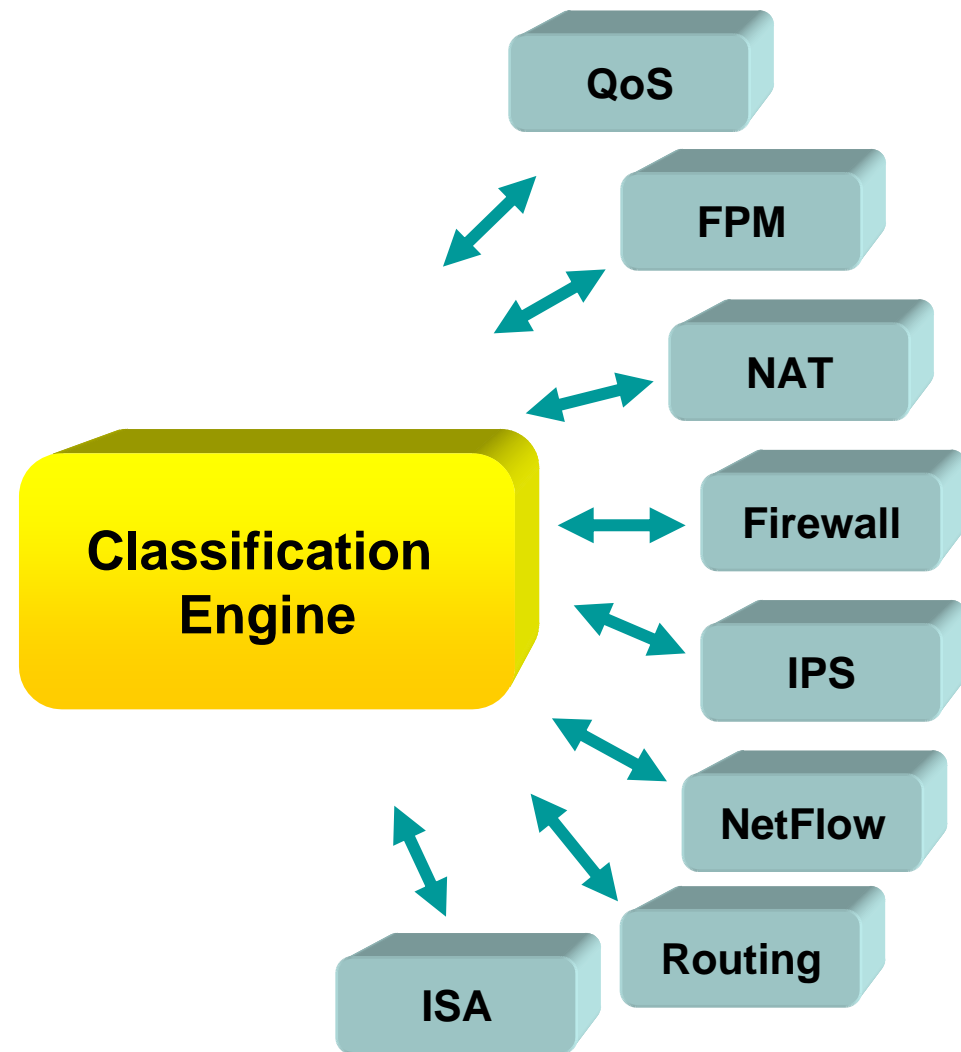 QoS
FPM
NAT
Classification
Engine
Firewall
IPS
NetFlow
Routing
ISA